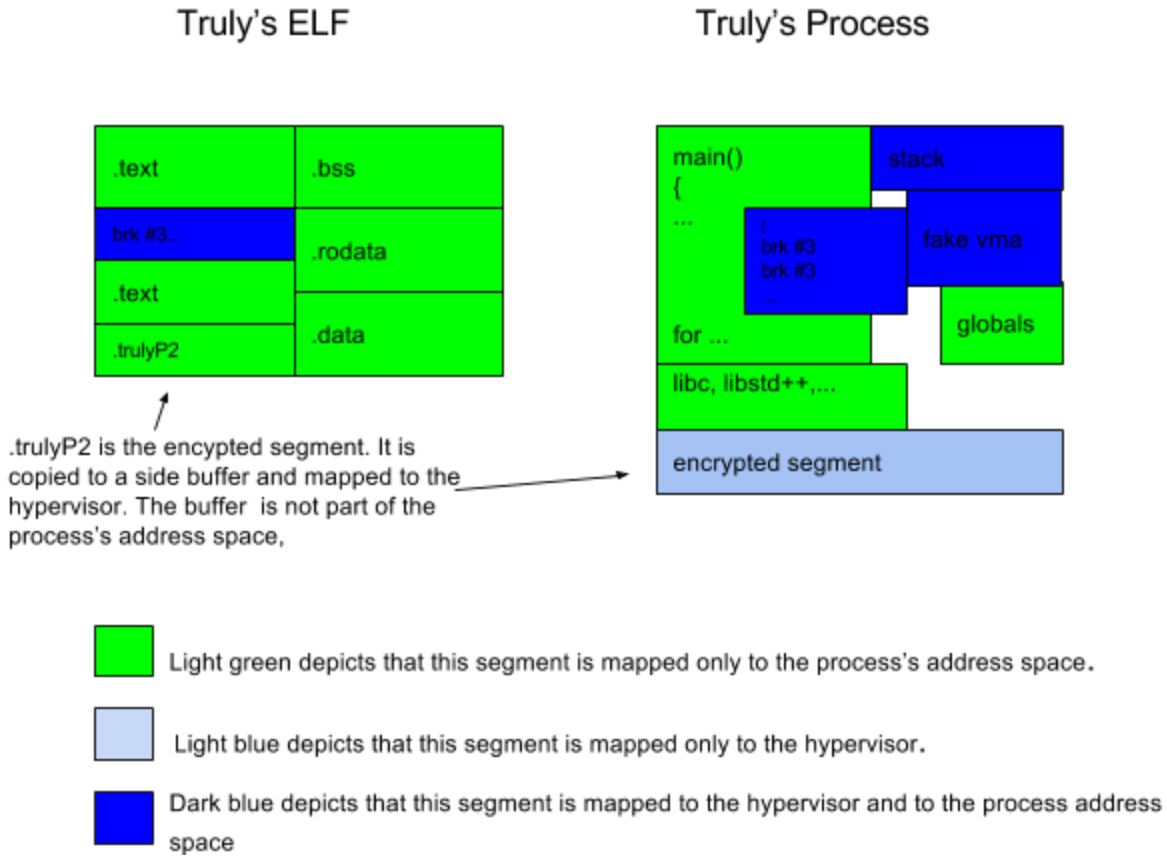 Truly's ELF
Truly's Process
.text
.bss
brk #3...
.rodata
.text
.data
.trulyP2
main()
{
...
stack
{
brk #3
brk #3
...
fake vma
globals
for ...
libc, libstd++,...
encrypted segment
.trulyP2 is the encypted segment. It is
copied to a side buffer and mapped to the
hypervisor. The buffer  is not part of the
process's address space,
Light green depicts that this segment is mapped only to the process's address space.
Light blue depicts that this segment is mapped only to the hypervisor.
Dark blue depicts that this segment is mapped to the hypervisor and to the process address
space